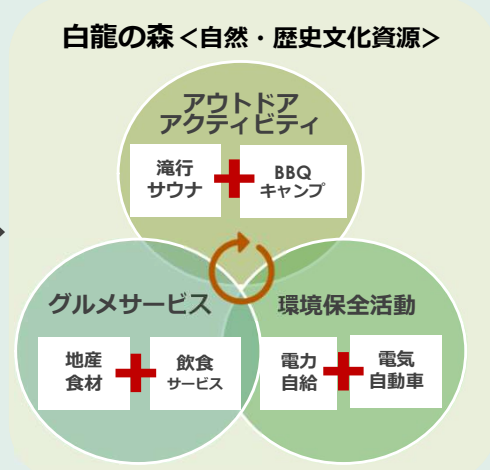 白龍の森<自然・歴史文化資源>
アウトドア
アクティビティ
滝行
サウナ
BBQ
キャンプ
グルメサービス
地産
食材
飲食
サービス
環境保全活動
電力
自給
電気
自動車